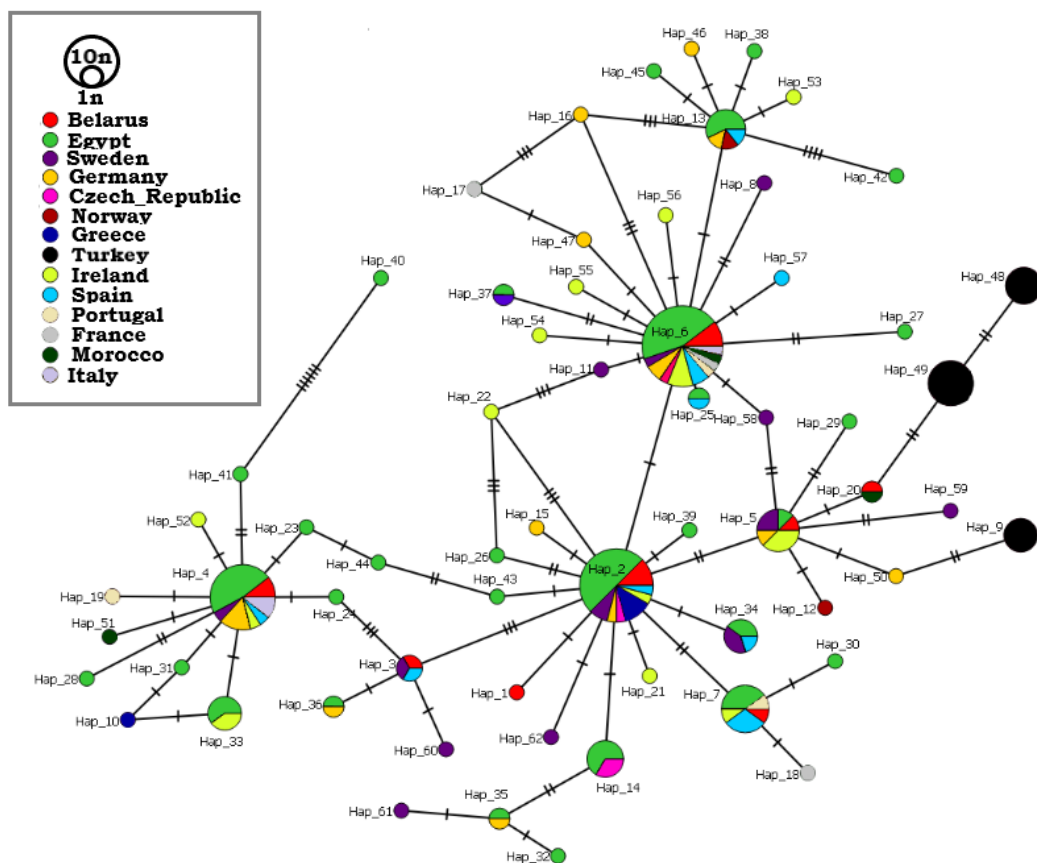 10n
1n
Belarus
Egypt
Sweden
Germany
Czech_Republic
Norway
Greece
Turkey
Ireland
Spain
Portugal
France
Morocco
Italy
Hap_46
Hap_38
Hap_45
Hap_53
Hap_16
Hap_13
Hap_42
Hap_17
Hap_56
Hap_8
Hap_47
Hap_57
Hap_40
Hap_55
Hap_48
Hap_37
Hap_54
Hap_6
Hap_27
Hap_11
Hap_49
Hap_22
Hap_25
Hap_58
Hap_29
Hap_41
Hap_20
Hap_59
Hap_52
Hap_23
Hap_15
Hap_39
Hap_5
Hap_9
Hap_26
Hap_4
Hap_44
Hap_43
Hap_2
Hap_50
Hap_19
Hap_24
Hap_12
Hap_51
Hap_34
Hap_30
Hap_31
Hap_3
Hap_28
Hap_1
Hap_21
Hap_7
Hap_36
Hap_10
Hap_33
Hap_60
Hap_62
Hap_18
Hap_14
Hap_35
Hap_61
Hap_32